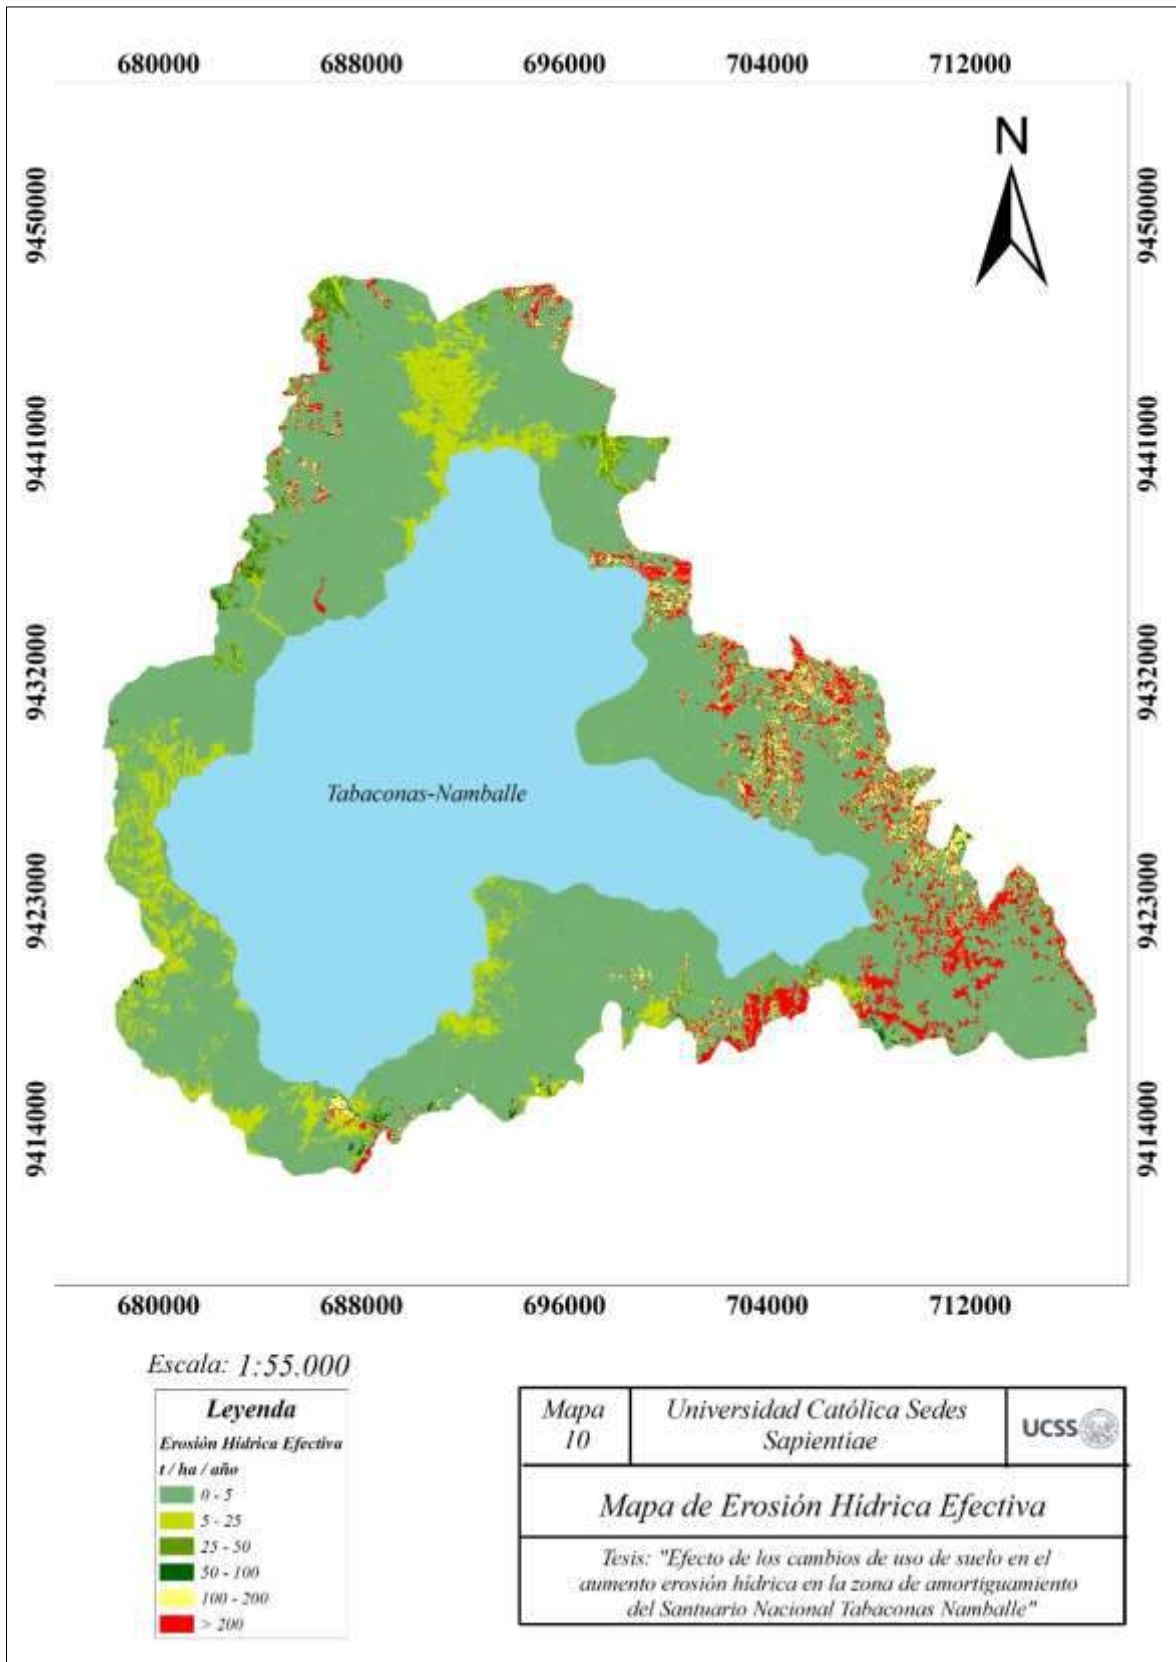 680000 688000 696000 704000 712000
N
9450000 9450000
9441000 9441000
9432000 9432000
Tabaconas-Namballe
9423000 9423000
9414000 9414000
680000 688000 696000 704000 712000
Escala: 1:55.000
Leyenda
Erosión Hídrica Efectiva
t / ha / año
0 - 5
5 - 25
25 - 50
50 - 100
100 - 200
> 200
Mapa
10
Universidad Católica Sedes
Sapientiae
UCSS
Mapa de Erosión Hídrica Efectiva
Tesis: "Efecto de los cambios de uso de suelo en el
aumento erosión hídrica en la zona de amortiguamiento
del Santuario Nacional Tabaconas Namballe"